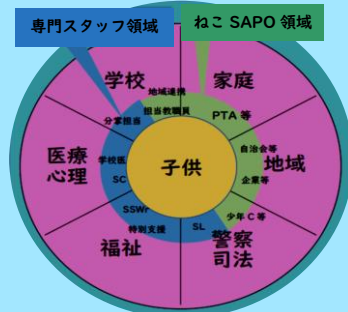 専門スタッフ領域
ねこ SAPO 領域
学校
家庭
地域連携
担当教職員
分掌担当
PTA 等
医療
心理
学校医
SC
子供
自治会等
地域
企業等
SSWr
少年C等
福祉
特別支援
SL
警察
司法